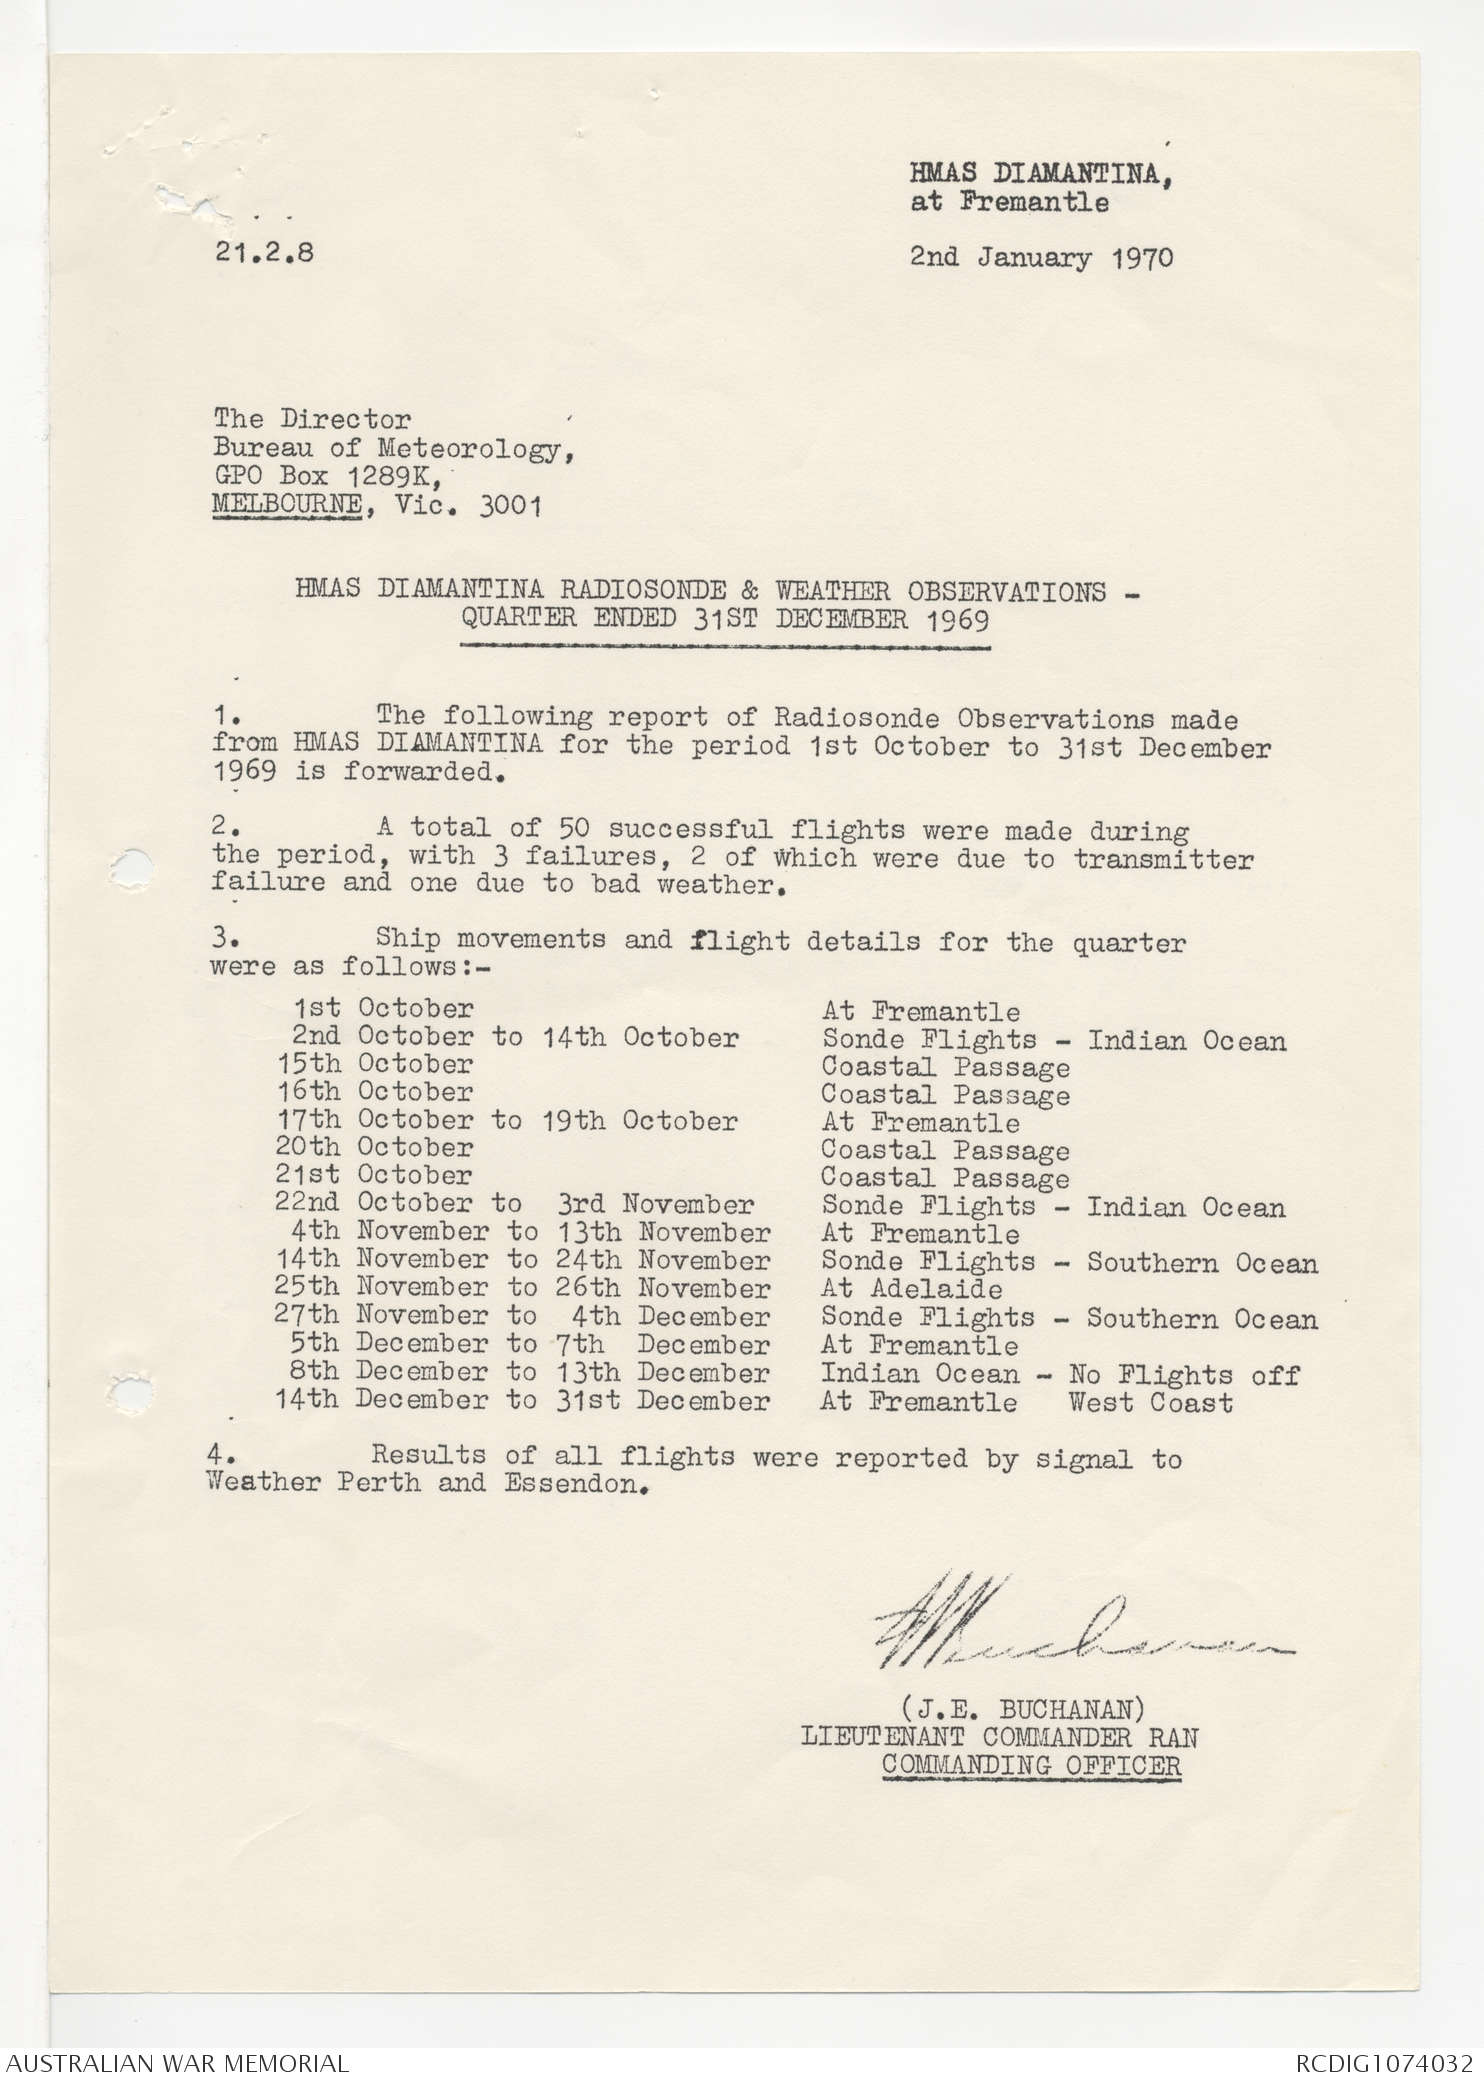 HMAS DIAMANTINA,
at Fremantle
21.2.8
2nd January 1970
The Director
Bureau of Meteorology,
GPO Box 1289K,
MELBOURNE, Vic. 3001
HMAS DIAMANTINA RADIOSONDE & WEATHER OBSERVATIONS -
QUARTER ENDED 31ST DECEMBER 1969
1. The following report of Radiosonde Observations made
from HMAS DIAMANTINA for the period 1st October to 31st December
1969 is forwarded.
2. A total of 50 successful flights were made during
the period, with 3 failures, 2 of which were due to transmitter
failure and one due to bad weather.
3. Ship movements and flight details for the quarter
were as follows:-
1st October At Fremantle
2nd October to 14th October Sonde Flights - Indian Ocean
15th October Coastal Passage
16th October Coastal Passage
17th October to 19th October At Fremantle
20th October Coastal Passage
21st October Coastal Passage
22nd October to 3rd November Sonde Flights - Indian Ocean
4th November to 13th November At Fremantle
14th November to 24th November Sonde Flights - Southern Ocean
25th November to 26th November At Adelaide
27th November to 4th December Sonde Flights - Southern Ocean
5th December to 7th December At Fremantle
8th December to 13th December Indian Ocean - No Flights off
14th December to 31st December At Fremantle West Coast
4. Results of all flights were reported by signal to
Weather Perth and Essendon.
Buchanan
(J.E. BUCHANAN)
LIEUTENANT COMMANDER RAN
COMMANDING OFFICER
AUSTRALIAN WAR MEMORIAL
RCDIG1074032